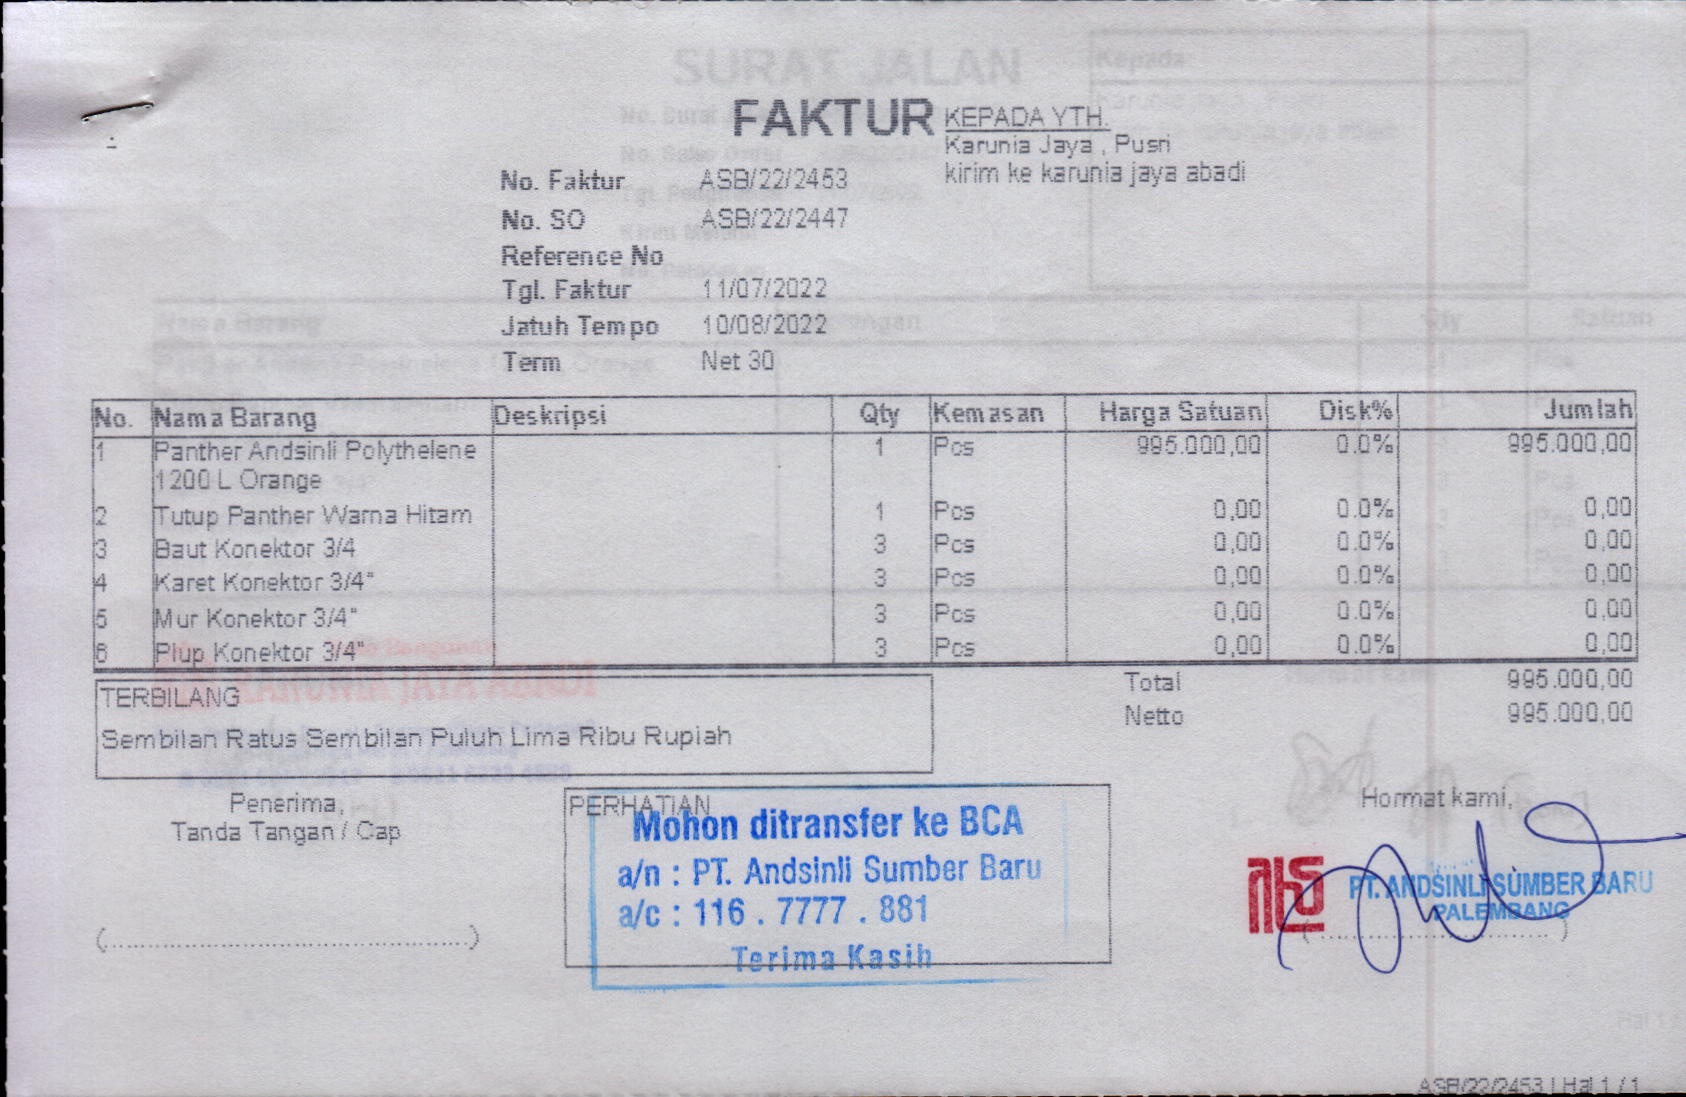 FAKTUR
KEPADA YTH.
Karunia Jaya , Pusri
kirim ke karunia jaya abadi
No. Faktur ASB/22/2453
No. SO ASB/22/2447
Reference No
Tgl. Faktur 11/07/2022
Jatuh Tempo 10/08/2022
Term Net 30
No. Nama Barang Deskripsi Qty Kemasan Harga Satuan Disk% Jumlah
1 Panther Andsinli Polythelene 1 Pcs 995.000,00 0.0% 995.000,00
1200 L Orange
2 Tutup Panther Warna Hitam 1 Pcs 0,00 0.0% 0,00
3 Baut Konektor 3/4 3 Pcs 0,00 0.0% 0,00
4 Karet Konektor 3/4" 3 Pcs 0,00 0.0% 0,00
5 Mur Konektor 3/4" 3 Pcs 0,00 0.0% 0,00
6 Plup Konektor 3/4" 3 Pcs 0,00 0.0% 0,00
Total 995.000,00
Netto 995.000,00
TERBILANG
Sembilan Ratus Sembilan Puluh Lima Ribu Rupiah
Penerima,
Tanda Tangan / Cap
PERHATIAN
Mohon ditransfer ke BCA
a/n : PT. Andsinli Sumber Baru
a/c : 116 . 7777 . 881
Terima Kasih
Hormat kami,
PT. ANDSINLI SUMBER BARU
PALEMBANG
ASB/22/2453 | Hal 1 / 1
SURAT JALAN
Kepada